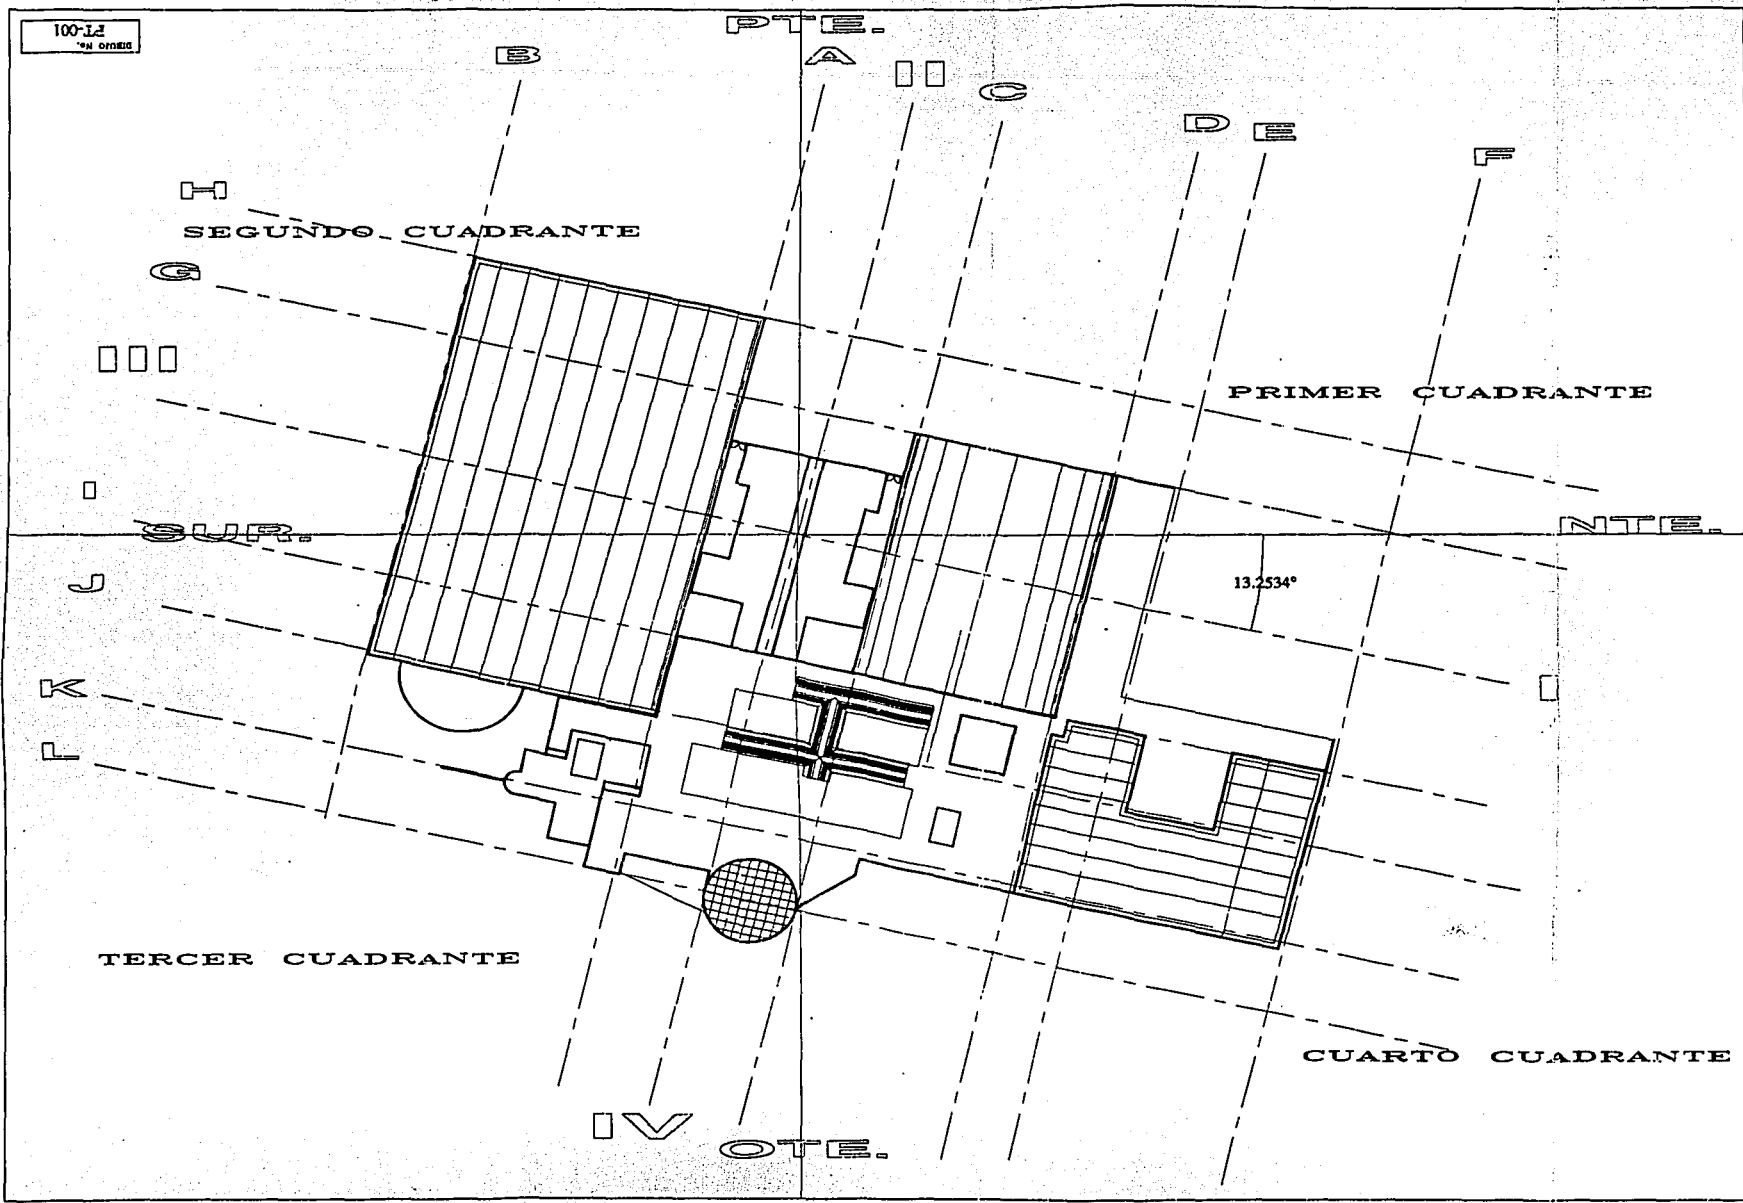 DIBUJO No.
PT-001
PTE.
B
A
II
C
D
E
F
H
SEGUNDO CUADRANTE
G
III
PRIMER CUADRANTE
I
SUR.
NTE.
J
13.2534°
K
I
L
TERCER CUADRANTE
CUARTO CUADRANTE
IV
OTE.